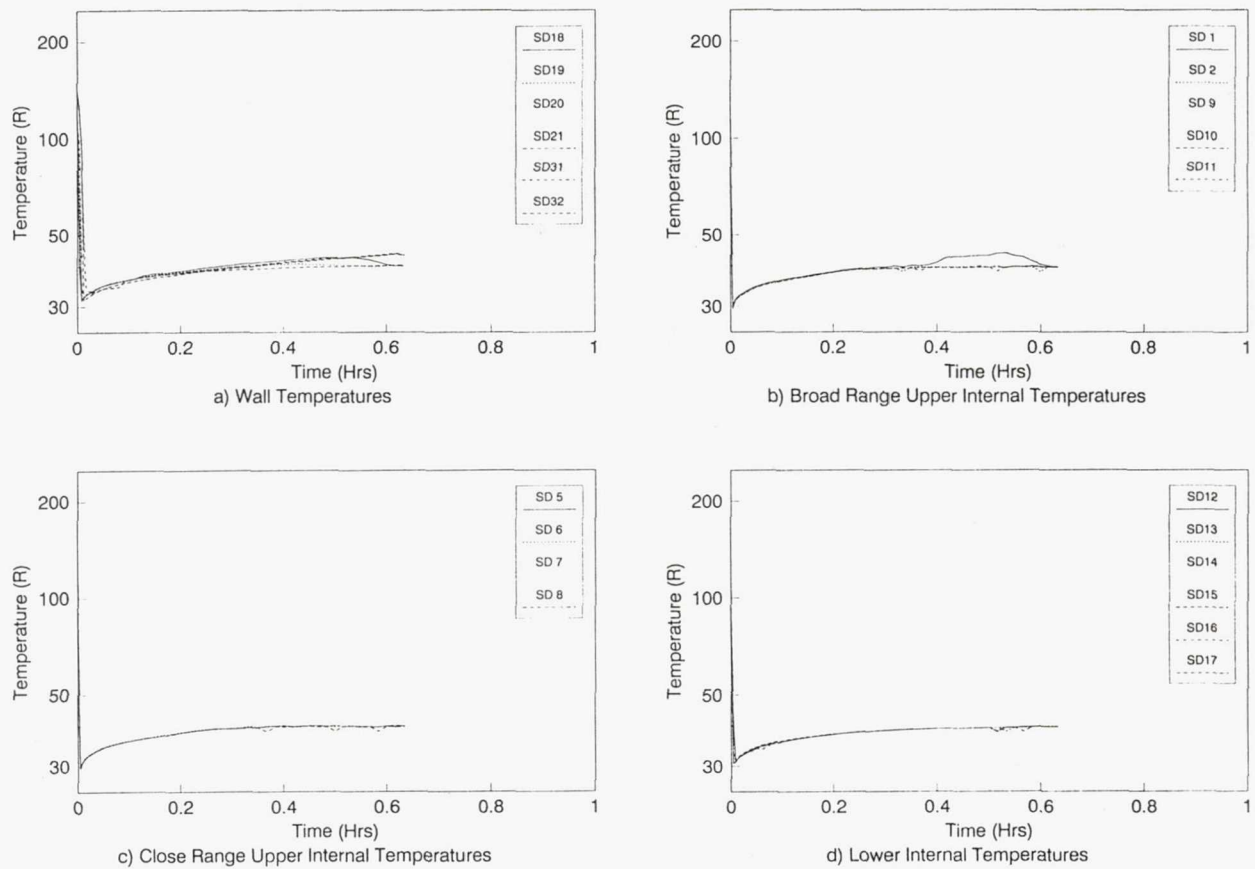 200
100
50
30
Temperature (R)
SD18
SD19
SD20
SD21
SD31
SD32
0
0.2
0.4
0.6
0.8
1
Time (Hrs)
a) Wall Temperatures
200
100
50
30
Temperature (R)
SD 1
SD 2
SD 9
SD10
SD11
0
0.2
0.4
0.6
0.8
1
Time (Hrs)
b) Broad Range Upper Internal Temperatures
200
100
50
30
Temperature (R)
SD 5
SD 6
SD 7
SD 8
0
0.2
0.4
0.6
0.8
1
Time (Hrs)
c) Close Range Upper Internal Temperatures
200
100
50
30
Temperature (R)
SD12
SD13
SD14
SD15
SD16
SD17
0
0.2
0.4
0.6
0.8
1
Time (Hrs)
d) Lower Internal Temperatures